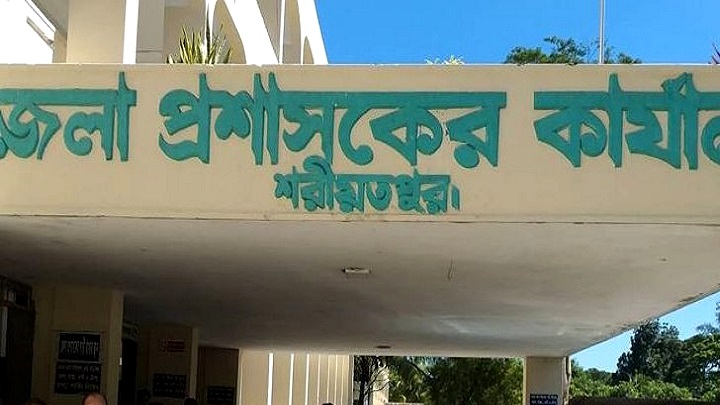 জেলা প্রশাসকের কার্যাল
শরীয়তপুর।